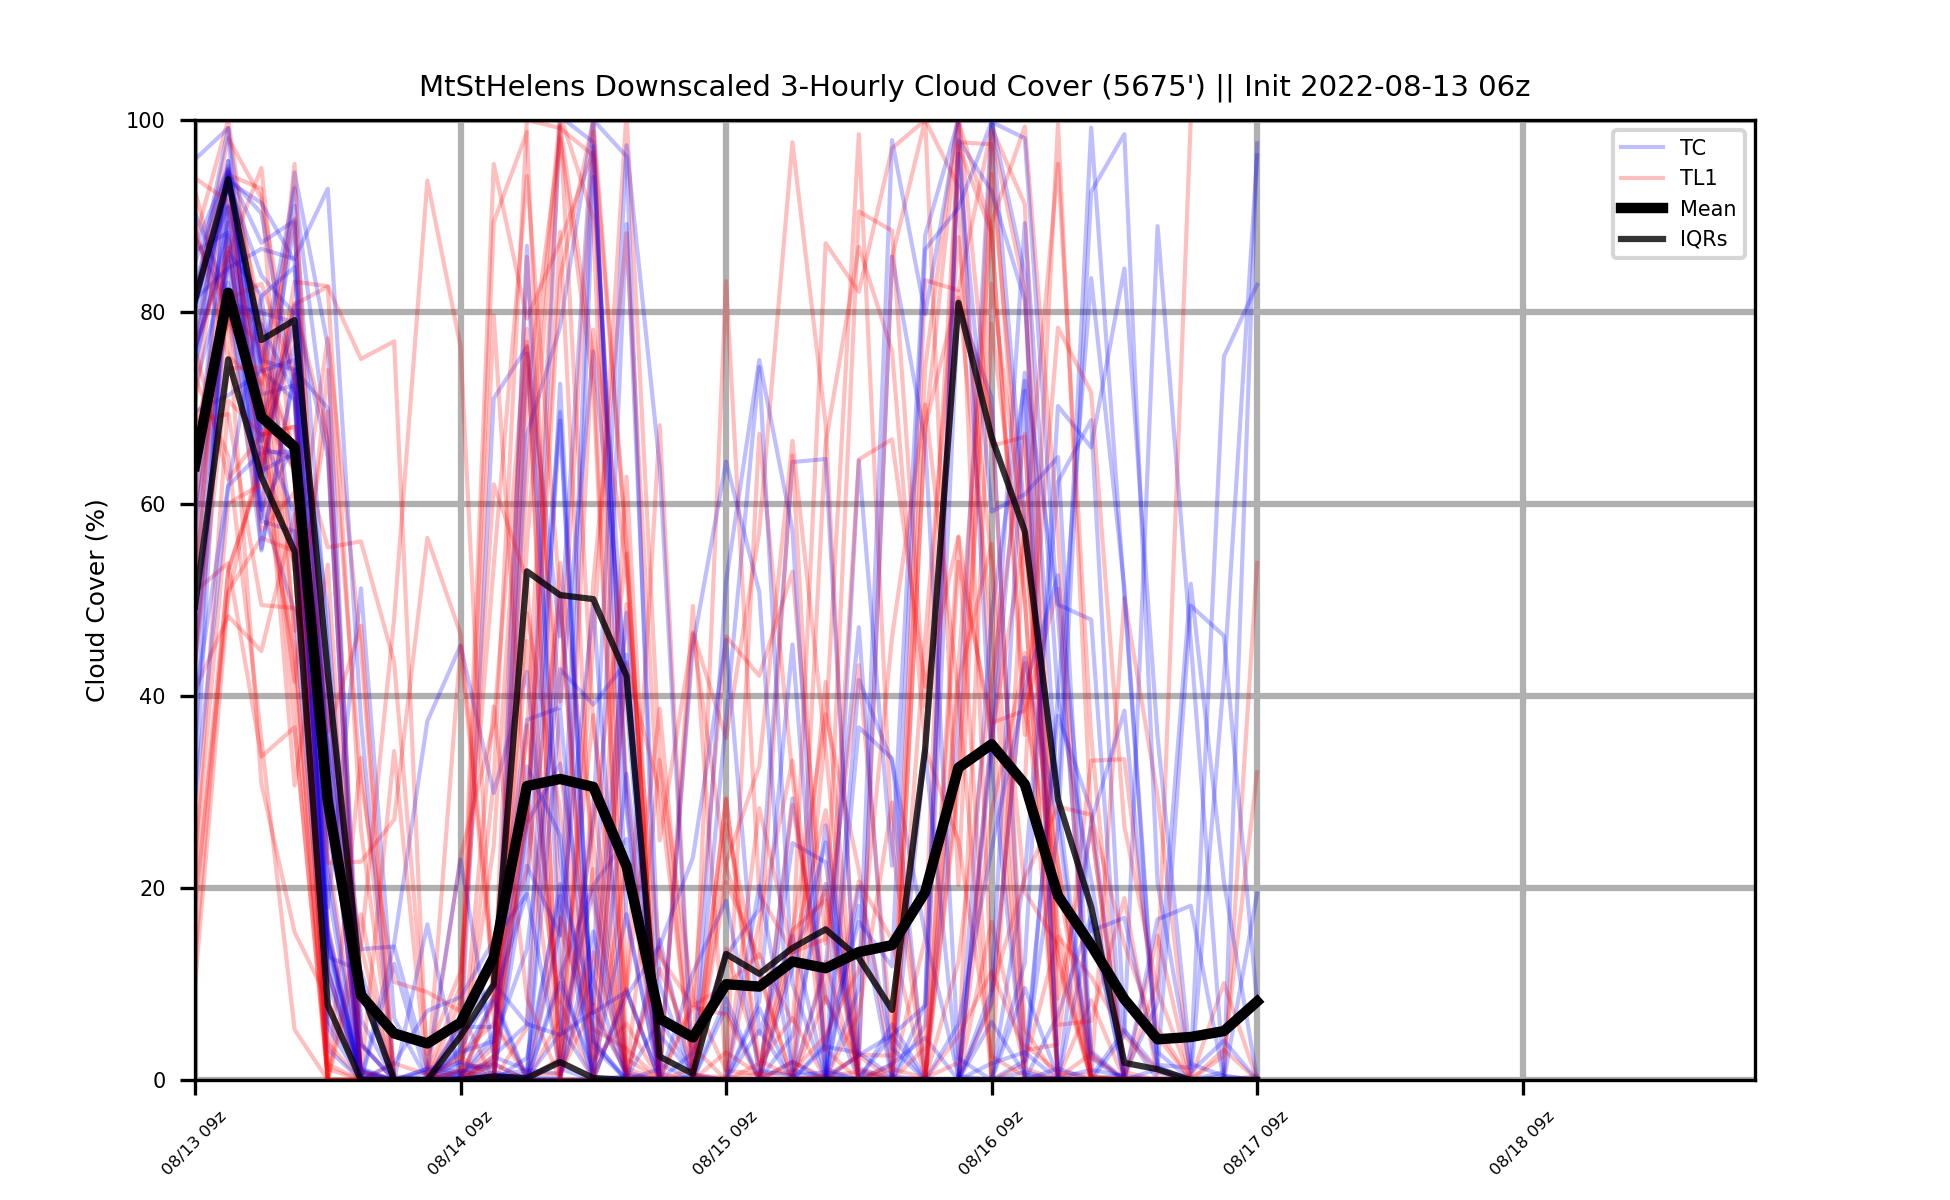 MtStHelens Downscaled 3-Hourly Cloud Cover (5675') || Init 2022-08-13 06z
Cloud Cover (%)
100
80
60
40
20
0
TC
TL1
Mean
IQRs
08/13 09z
08/14 09z
08/15 09z
08/16 09z
08/17 09z
08/18 09z